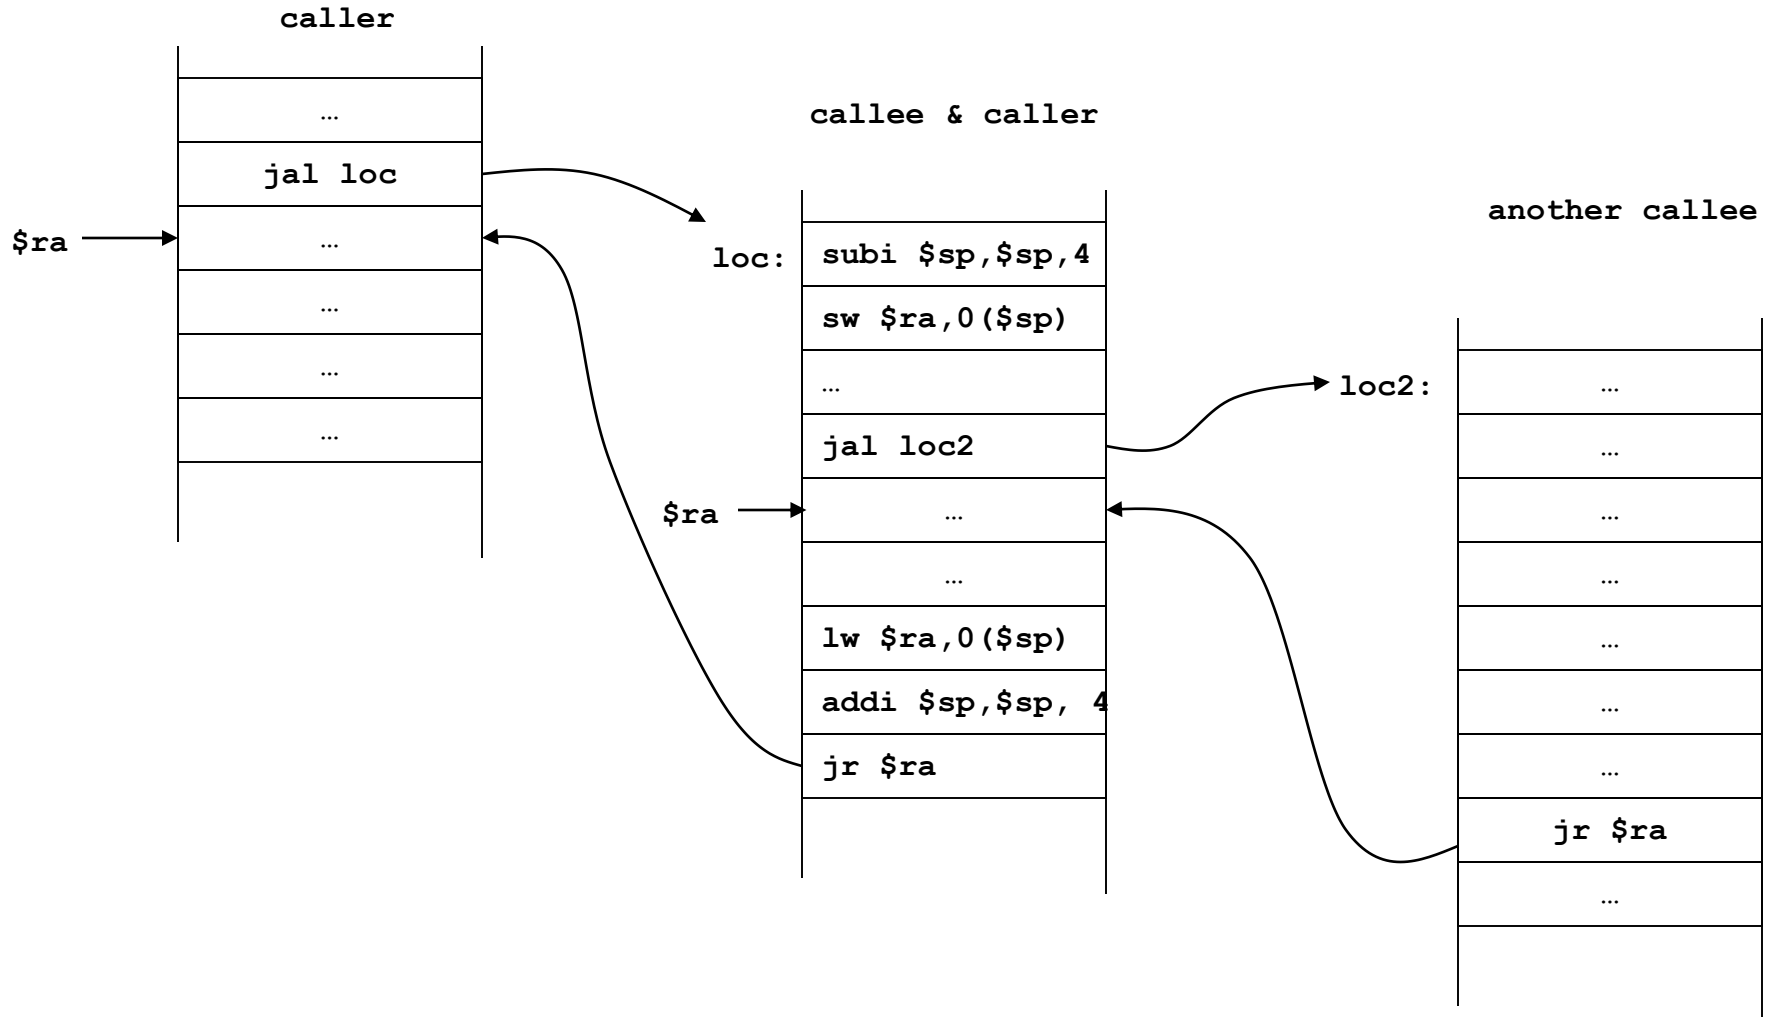 caller
…
jal loc
$ra
…
…
…
…
callee & caller
loc:
subi $sp,$sp,4
sw $ra,0($sp)
…
jal loc2
$ra
…
…
lw $ra,0($sp)
addi $sp,$sp, 4
jr $ra
another callee
loc2:
…
…
…
…
…
…
…
jr $ra
…